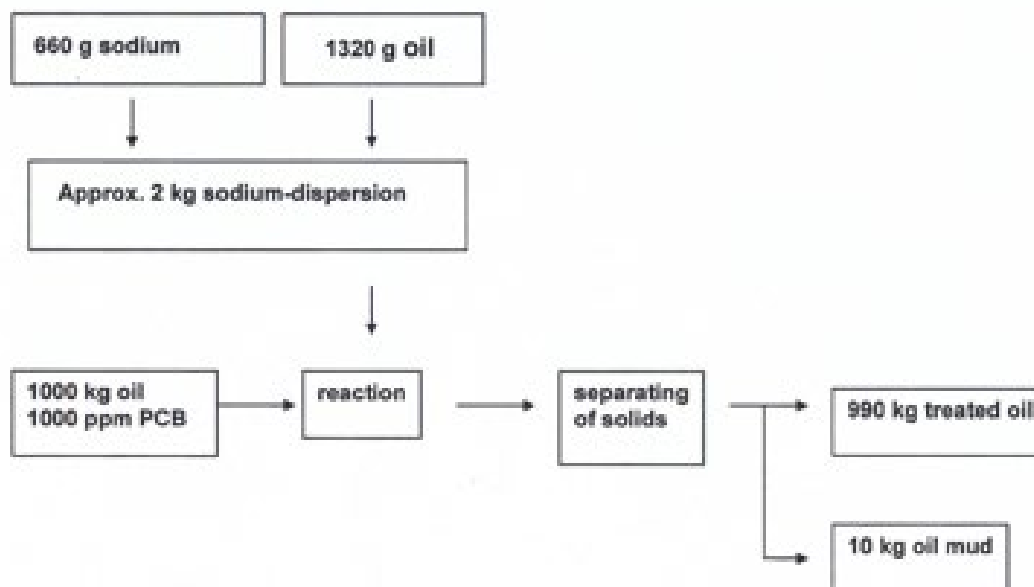 660 g sodium
1320 g oil
Approx. 2 kg sodium-dispersion
1000 kg oil
1000 ppm PCB
reaction
separating
of solids
990 kg treated oil
10 kg oil mud